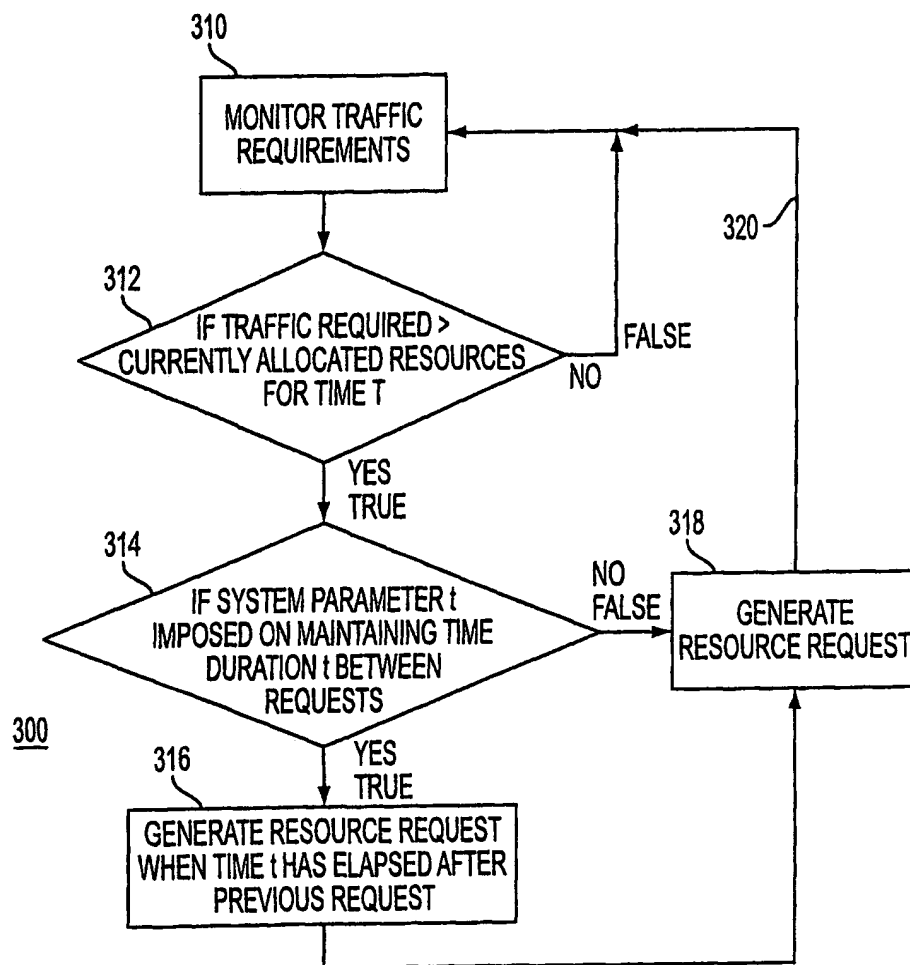 310
MONITOR TRAFFIC
REQUIREMENTS
320
312
IF TRAFFIC REQUIRED >
CURRENTLY ALLOCATED RESOURCES
FOR TIME T
FALSE
NO
YES
TRUE
314
IF SYSTEM PARAMETER t
IMPOSED ON MAINTAINING TIME
DURATION t BETWEEN
REQUESTS
NO
FALSE
318
GENERATE
RESOURCE REQUEST
300
YES
TRUE
316
GENERATE RESOURCE REQUEST
WHEN TIME t HAS ELAPSED AFTER
PREVIOUS REQUEST